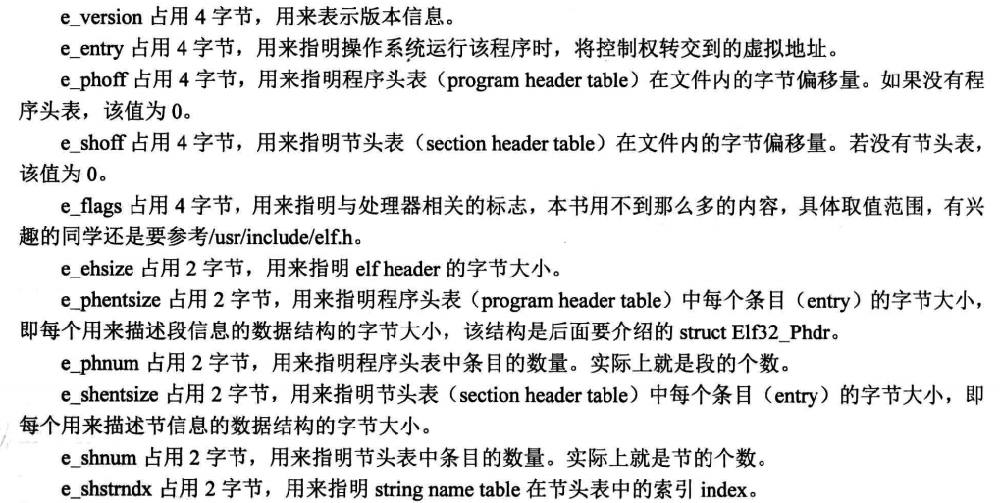 e_version 占用 4 字节，用来表示版本信息。
e_entry 占用 4 字节，用来指明操作系统运行该程序时，将控制权转交到的虚拟地址。
e_phoff 占用 4 字节，用来指明程序头表（program header table）在文件内的字节偏移量。如果没有程
序头表，该值为 0。
e_shoff 占用 4 字节，用来指明节头表（section header table）在文件内的字节偏移量。若没有节头表，
该值为 0。
e_flags 占用 4 字节，用来指明与处理器相关的标志，本书用不到那么多的内容，具体取值范围，有兴
趣的同学还是要参考/usr/include/elf.h。
e_ehsize 占用 2 字节，用来指明 elf header 的字节大小。
e_phentsize 占用 2 字节，用来指明程序头表（program header table）中每个条目（entry）的字节大小，
即每个用来描述段信息的数据结构的字节大小，该结构是后面要介绍的 struct Elf32_Phdr。
e_phnum 占用 2 字节，用来指明程序头表中条目的数量。实际上就是段的个数。
e_shentsize 占用 2 字节，用来指明节头表（section header table）中每个条目（entry）的字节大小，即
每个用来描述节信息的数据结构的字节大小。
e_shnum 占用 2 字节，用来指明节头表中条目的数量。实际上就是节的个数。
e_shstrndx 占用 2 字节，用来指明 string name table 在节头表中的索引 index。